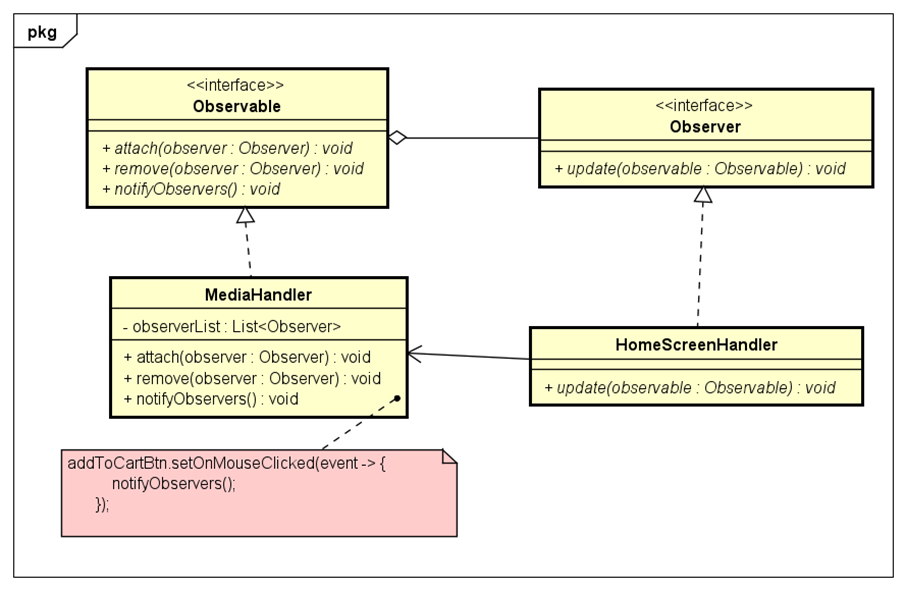 pkg
<<interface>>
Observable
+ attach(observer : Observer) : void
+ remove(observer : Observer) : void
+ notifyObservers() : void
<<interface>>
Observer
+ update(observable : Observable) : void
MediaHandler
- observerList : List<Observer>
+ attach(observer : Observer) : void
+ remove(observer : Observer) : void
+ notifyObservers() : void
HomeScreenHandler
+ update(observable : Observable) : void
addToCartBtn.setOnMouseClicked(event -> {
notifyObservers();
});